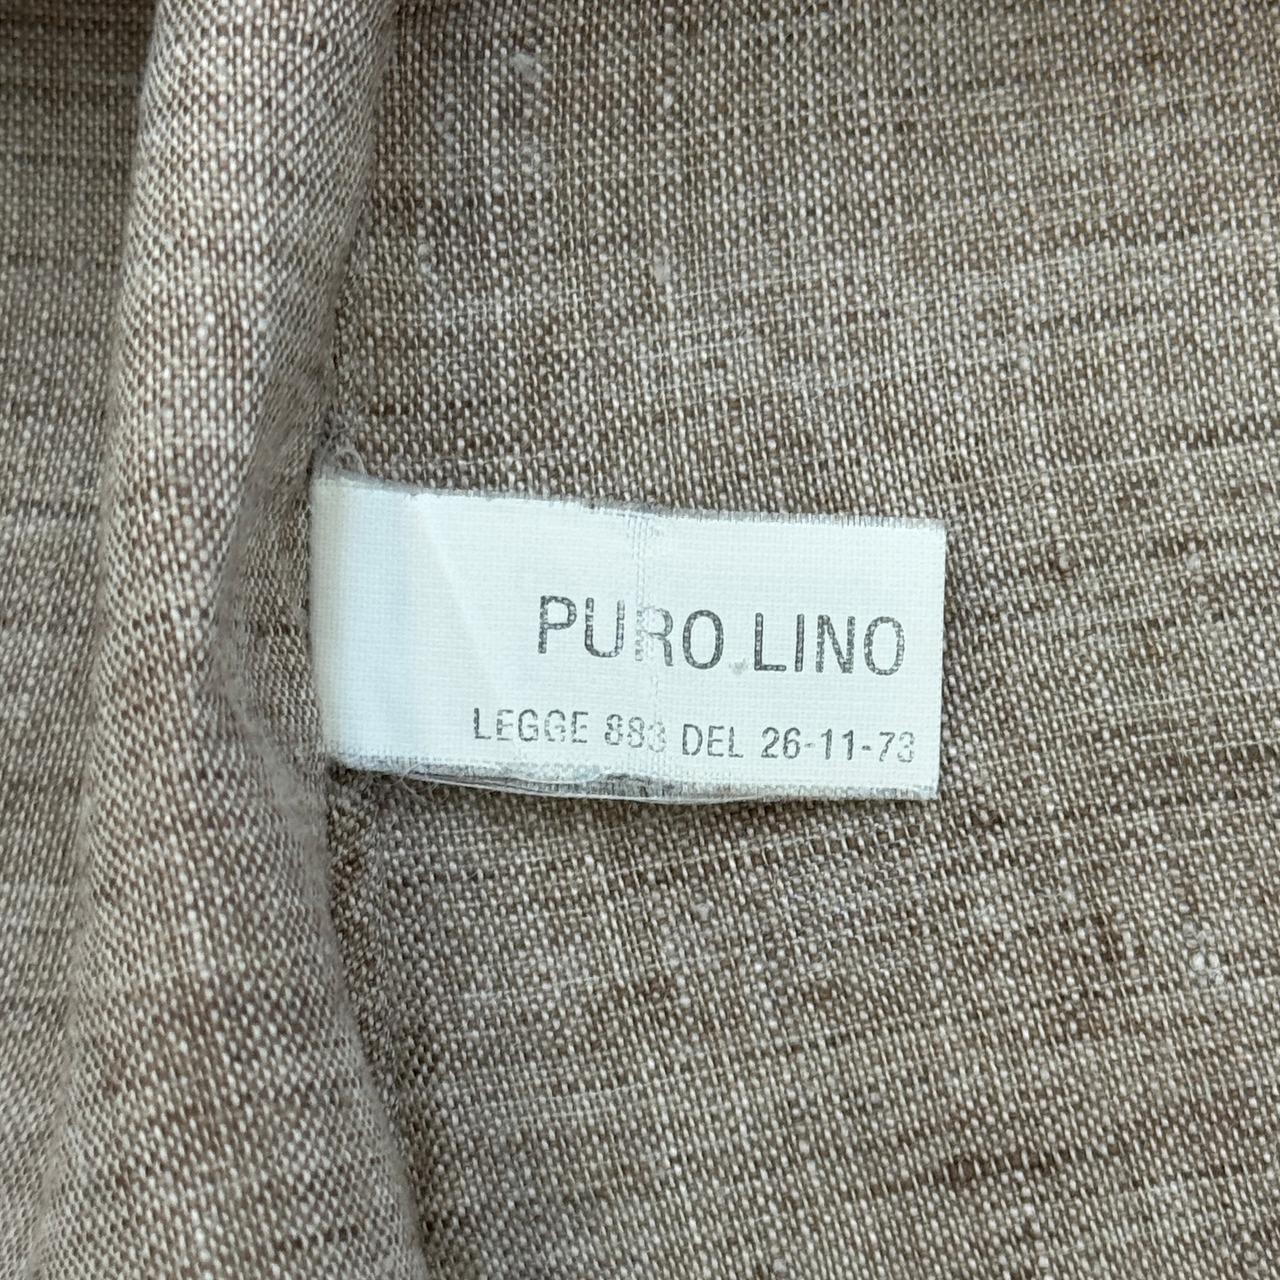 PURO LINO
LEGGE 883 DEL 26-11-73